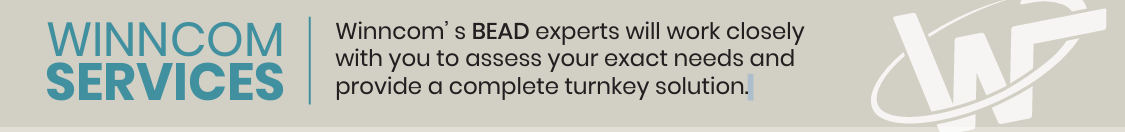 WINNCOM
SERVICES
Winncom' s BEAD experts will work closely
with you to assess your exact needs and
provide a complete turnkey solution.
W